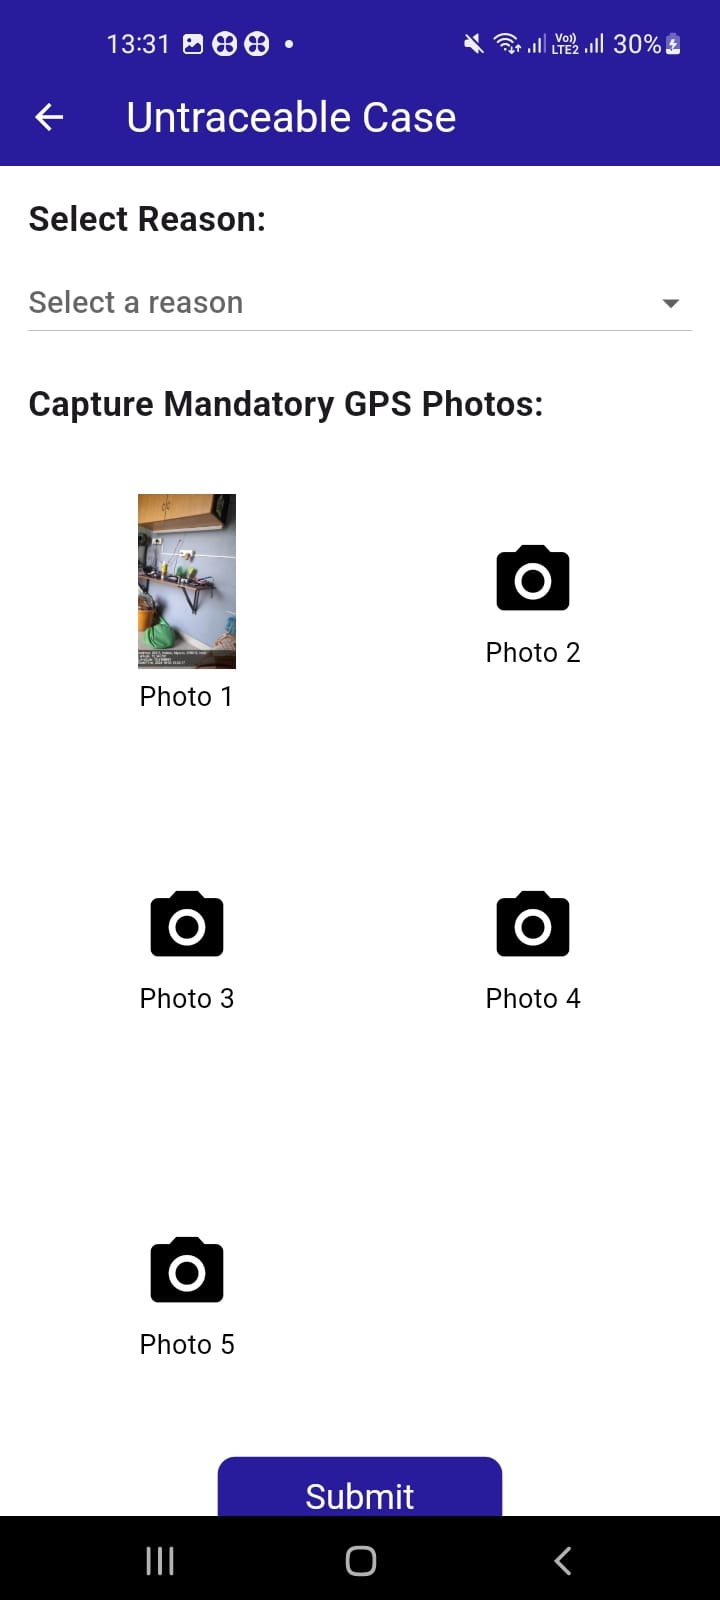 13:31
Vo))
LTE2
30%
Untraceable Case
Select Reason:
Select a reason
Capture Mandatory GPS Photos:
Photo 1
Photo 2
Photo 3
Photo 4
Photo 5
Submit